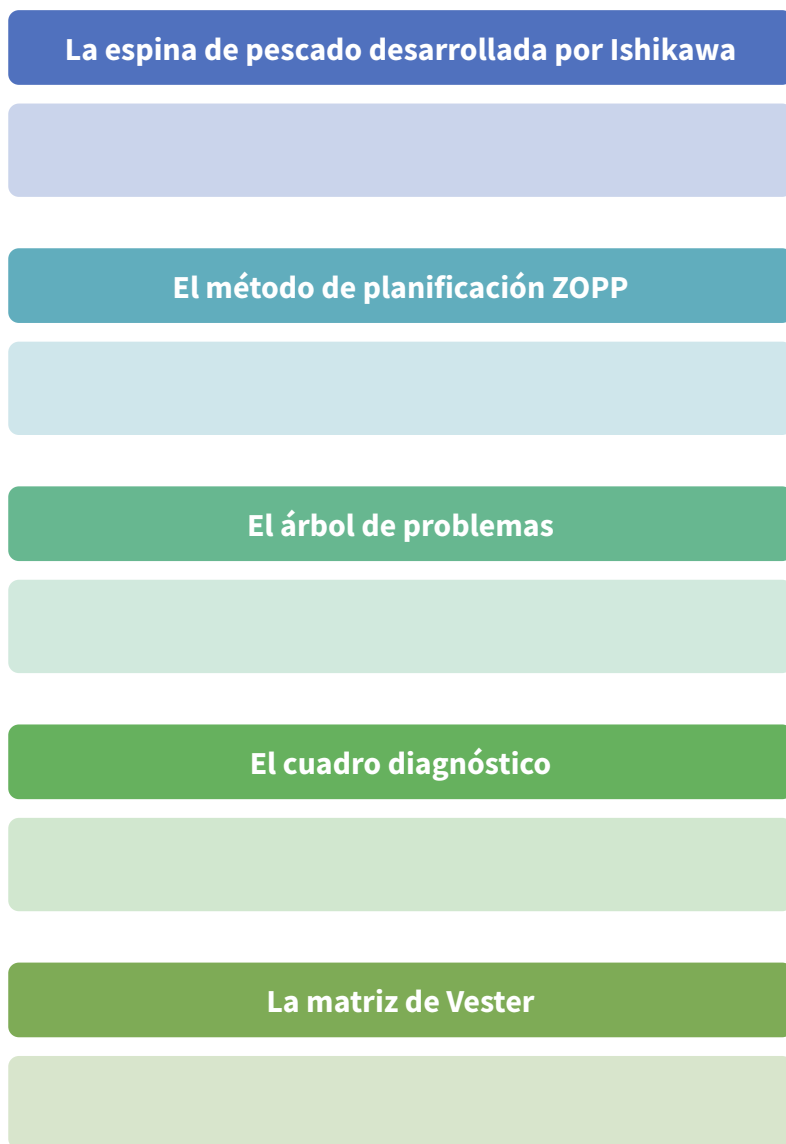 La espina de pescado desarrollada por Ishikawa
El método de planificación ZOPP
El árbol de problemas
El cuadro diagnóstico
La matriz de Vester